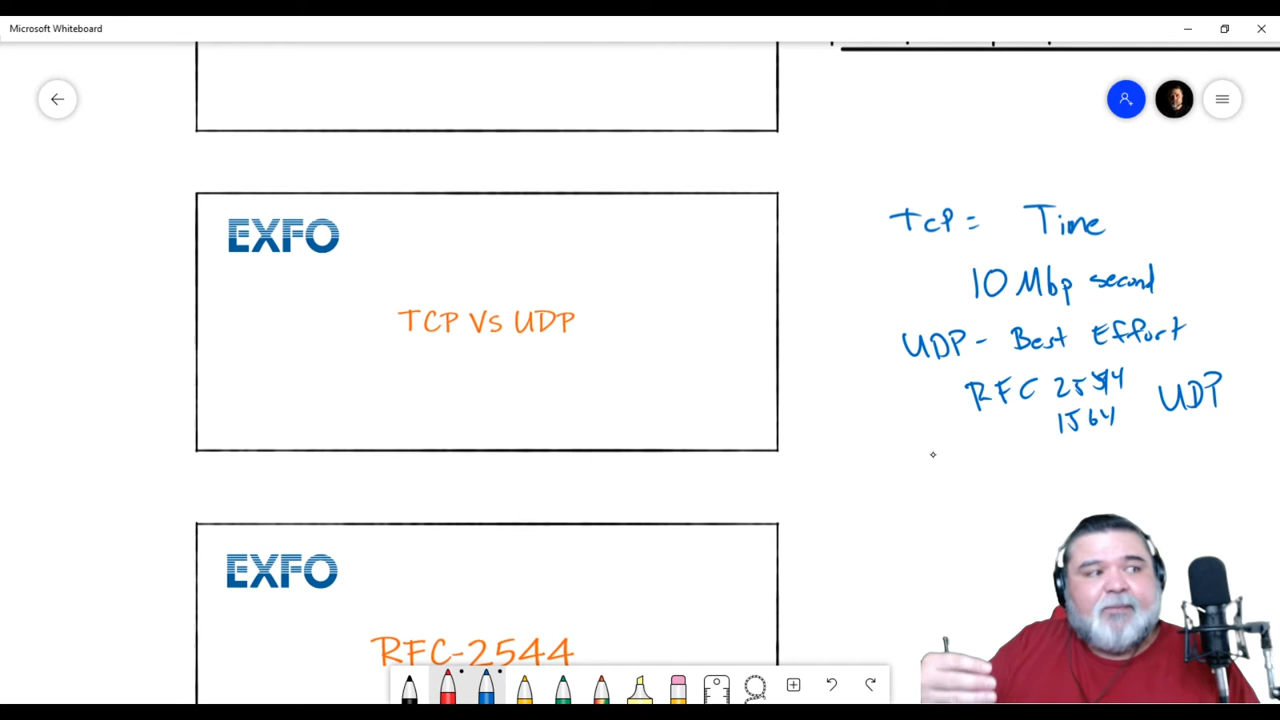 Microsoft Whiteboard
EXFO
TCP Vs UDP
TCP = Time
10 Mbp second
UDP - Best Effort
RFC 2544 UDP
1564
EXFO
RFC-2544